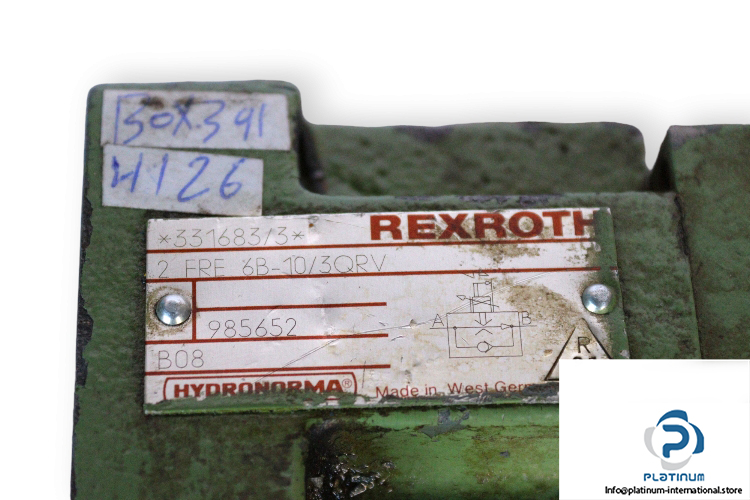 BOX391
H126
*331683/3*
REXROTH
2 FRE 6B-10/3QRV
985652
A
B
R
B08
HYDRONORMA®
Made in West Ger
PLATINUM
Info@platinum-international.store